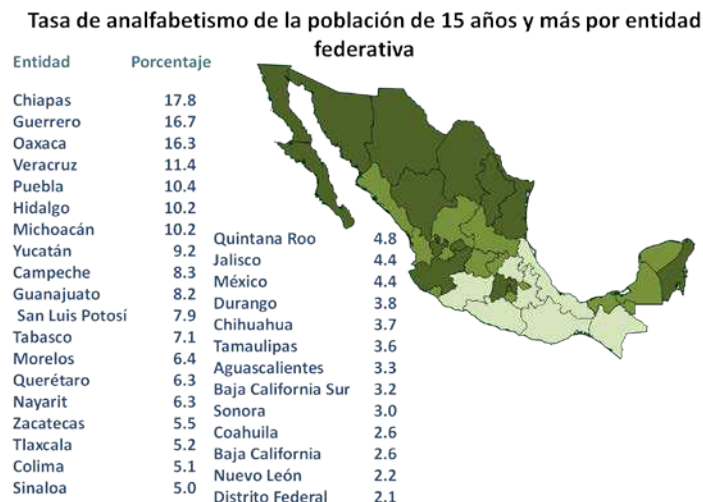 Tasa de analfabetismo de la población de 15 años y más por entidad
federativa
Entidad Porcentaje
Chiapas 17.8
Guerrero 16.7
Oaxaca 16.3
Veracruz 11.4
Puebla 10.4
Hidalgo 10.2
Michoacán 10.2
Yucatán 9.2
Campeche 8.3
Guanajuato 8.2
San Luis Potosí 7.9
Tabasco 7.1
Morelos 6.4
Querétaro 6.3
Nayarit 6.3
Zacatecas 5.5
Tlaxcala 5.2
Colima 5.1
Sinaloa 5.0
Quintana Roo 4.8
Jalisco 4.4
México 4.4
Durango 3.8
Chihuahua 3.7
Tamaulipas 3.6
Aguascalientes 3.3
Baja California Sur 3.2
Sonora 3.0
Coahuila 2.6
Baja California 2.6
Nuevo León 2.2
Distrito Federal 2.1